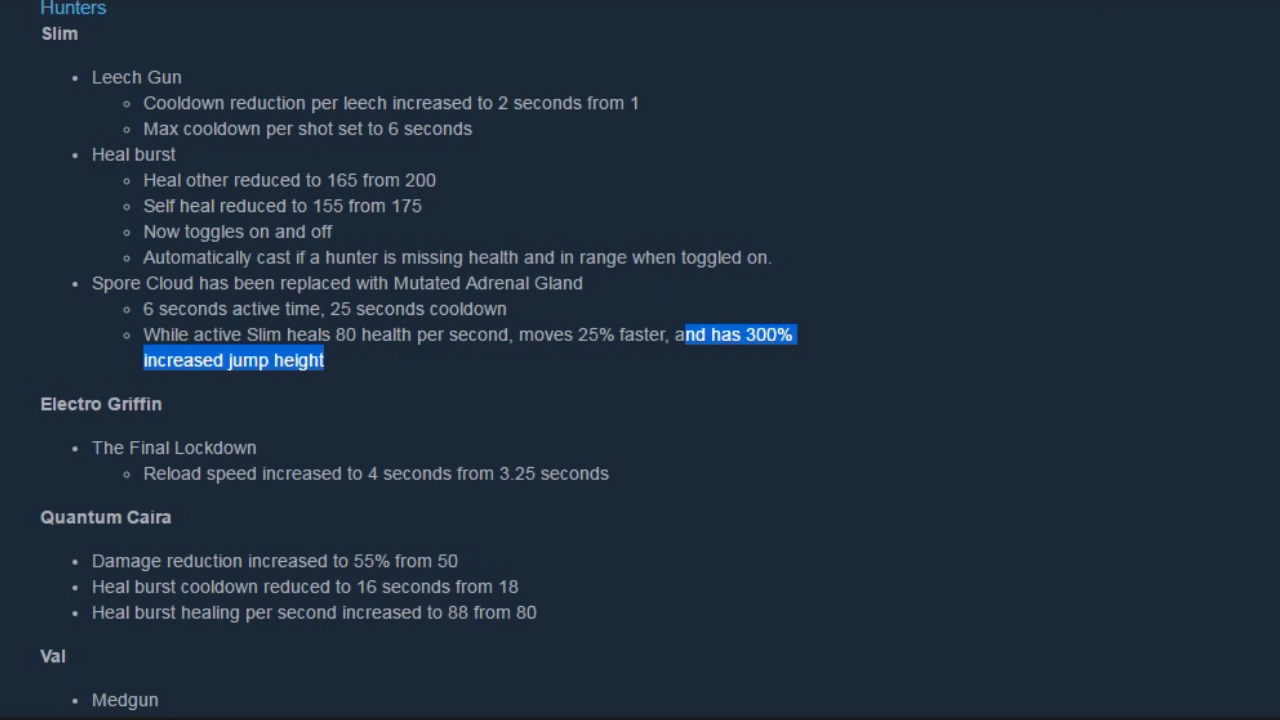 Hunters
Slim
Leech Gun
Cooldown reduction per leech increased to 2 seconds from 1
Max cooldown per shot set to 6 seconds
Heal burst
Heal other reduced to 165 from 200
Self heal reduced to 155 from 175
Now toggles on and off
Automatically cast if a hunter is missing health and in range when toggled on.
Spore Cloud has been replaced with Mutated Adrenal Gland
6 seconds active time, 25 seconds cooldown
While active Slim heals 80 health per second, moves 25% faster, and has 300%
increased jump height
Electro Griffin
The Final Lockdown
Reload speed increased to 4 seconds from 3.25 seconds
Quantum Caira
Damage reduction increased to 55% from 50
Heal burst cooldown reduced to 16 seconds from 18
Heal burst healing per second increased to 88 from 80
Val
Medgun